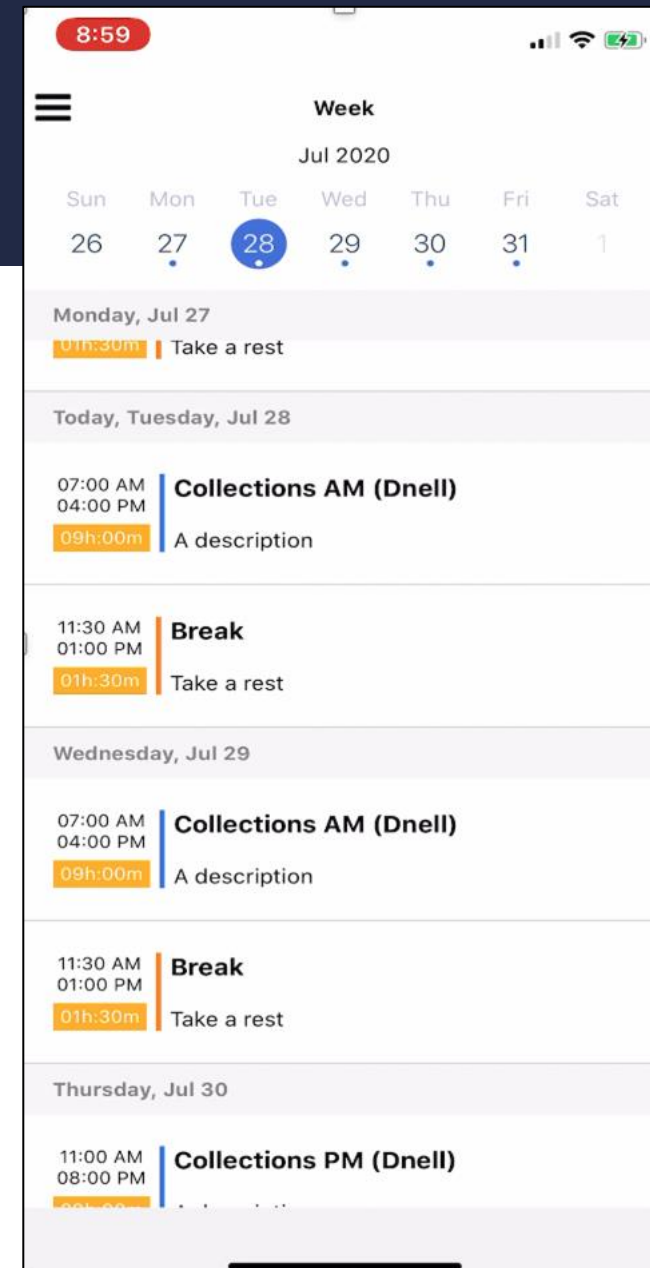 8:59
Week
Jul 2020
Sun Mon Tue Wed Thu Fri Sat
26 27 28 29 30 31 1
Monday, Jul 27
01h:30m Take a rest
Today, Tuesday, Jul 28
07:00 AM Collections AM (Dnell)
04:00 PM
09h:00m A description
11:30 AM Break
01:00 PM
01h:30m Take a rest
Wednesday, Jul 29
07:00 AM Collections AM (Dnell)
04:00 PM
09h:00m A description
11:30 AM Break
01:00 PM
01h:30m Take a rest
Thursday, Jul 30
11:00 AM Collections PM (Dnell)
08:00 PM